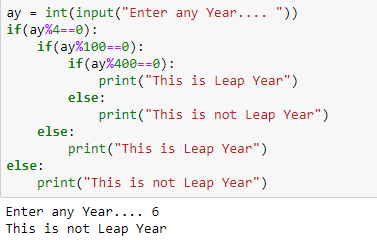 ay = int(input("Enter any Year.... "))
if(ay%4==0):
    if(ay%100==0):
        if(ay%400==0):
            print("This is Leap Year")
        else:
            print("This is not Leap Year")
    else:
        print("This is Leap Year")
else:
    print("This is not Leap Year")
Enter any Year.... 6
This is not Leap Year